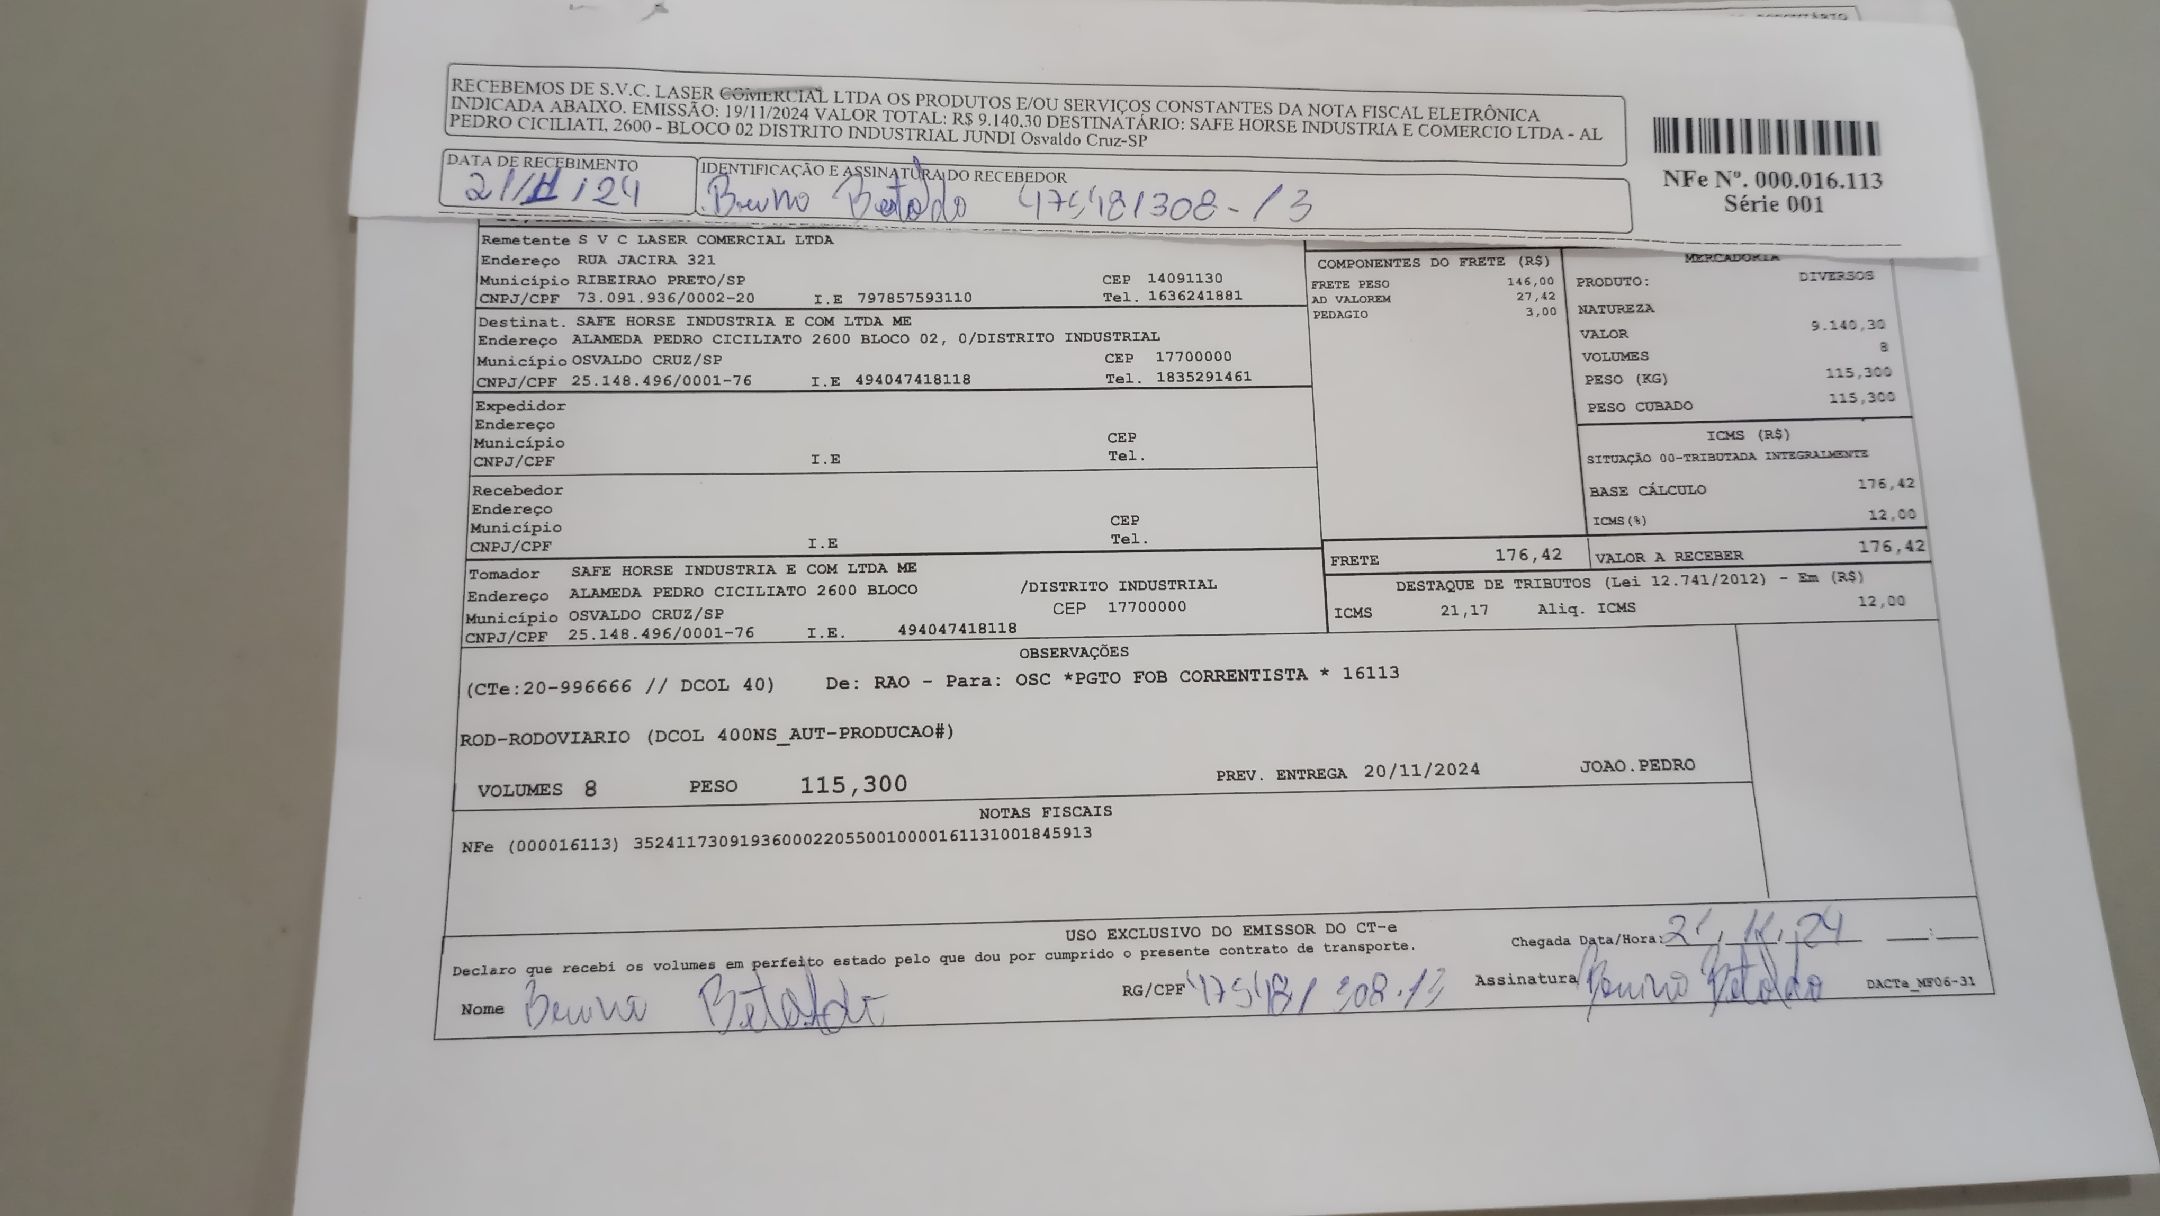 RECEBEMOS DE S.V.C. LASER COMERCIAL LTDA OS PRODUTOS E/OU SERVIÇOS CONSTANTES DA NOTA FISCAL ELETRÔNICA
INDICADA ABAIXO. EMISSÃO: 19/11/2024 VALOR TOTAL: R$ 9.140,30 DESTINATÁRIO: SAFE HORSE INDUSTRIA E COMERCIO LTDA - AL
PEDRO CICILIATI, 2600 - BLOCO 02 DISTRITO INDUSTRIAL JUNDI Osvaldo Cruz-SP
DATA DE RECEBIMENTO
21/11/24
IDENTIFICAÇÃO E ASSINATURA DO RECEBEDOR
Bruno Betoldo 475481308-13
NFe Nº. 000.016.113
Série 001
Remetente S V C LASER COMERCIAL LTDA
Endereço RUA JACIRA 321
Município RIBEIRAO PRETO/SP CEP 14091130
CNPJ/CPF 73.091.936/0002-20 I.E 797857593110 Tel. 1636241881
Destinat. SAFE HORSE INDUSTRIA E COM LTDA ME
Endereço ALAMEDA PEDRO CICILIATO 2600 BLOCO 02, 0/DISTRITO INDUSTRIAL
Município OSVALDO CRUZ/SP CEP 17700000
CNPJ/CPF 25.148.496/0001-76 I.E 494047418118 Tel. 1835291461
Expedidor
Endereço
Município CEP
CNPJ/CPF I.E Tel.
Recebedor
Endereço
Município CEP
CNPJ/CPF I.E Tel.
Tomador SAFE HORSE INDUSTRIA E COM LTDA ME
Endereço ALAMEDA PEDRO CICILIATO 2600 BLOCO /DISTRITO INDUSTRIAL
Município OSVALDO CRUZ/SP CEP 17700000
CNPJ/CPF 25.148.496/0001-76 I.E. 494047418118
COMPONENTES DO FRETE (R$)
FRETE PESO 146,00
AD VALOREM 27,42
PEDAGIO 3,00
MERCADORIA
PRODUTO: DIVERSOS
NATUREZA
VALOR 9.140,30
VOLUMES 8
PESO (KG) 115,300
PESO CUBADO 115,300
ICMS (R$)
SITUAÇÃO 00-TRIBUTADA INTEGRALMENTE
BASE CÁLCULO 176,42
ICMS(%) 12,00
FRETE 176,42 VALOR A RECEBER 176,42
DESTAQUE DE TRIBUTOS (Lei 12.741/2012) - Em (R$)
ICMS 21,17 Aliq. ICMS 12,00
OBSERVAÇÕES
(CTe:20-996666 // DCOL 40) De: RAO - Para: OSC *PGTO FOB CORRENTISTA * 16113
ROD-RODOVIARIO (DCOL 400NS_AUT-PRODUCAO#)
VOLUMES 8 PESO 115,300 PREV. ENTREGA 20/11/2024 JOAO.PEDRO
NOTAS FISCAIS
NFe (000016113) 35241173091936000220550010000161131001845913
USO EXCLUSIVO DO EMISSOR DO CT-e
Declaro que recebi os volumes em perfeito estado pelo que dou por cumprido o presente contrato de transporte.
Chegada Data/Hora: 21.11.24 __:__
Nome Bruno Betoldo RG/CPF 475481308-13 Assinatura Bruno Betoldo DACTe_MF06-31